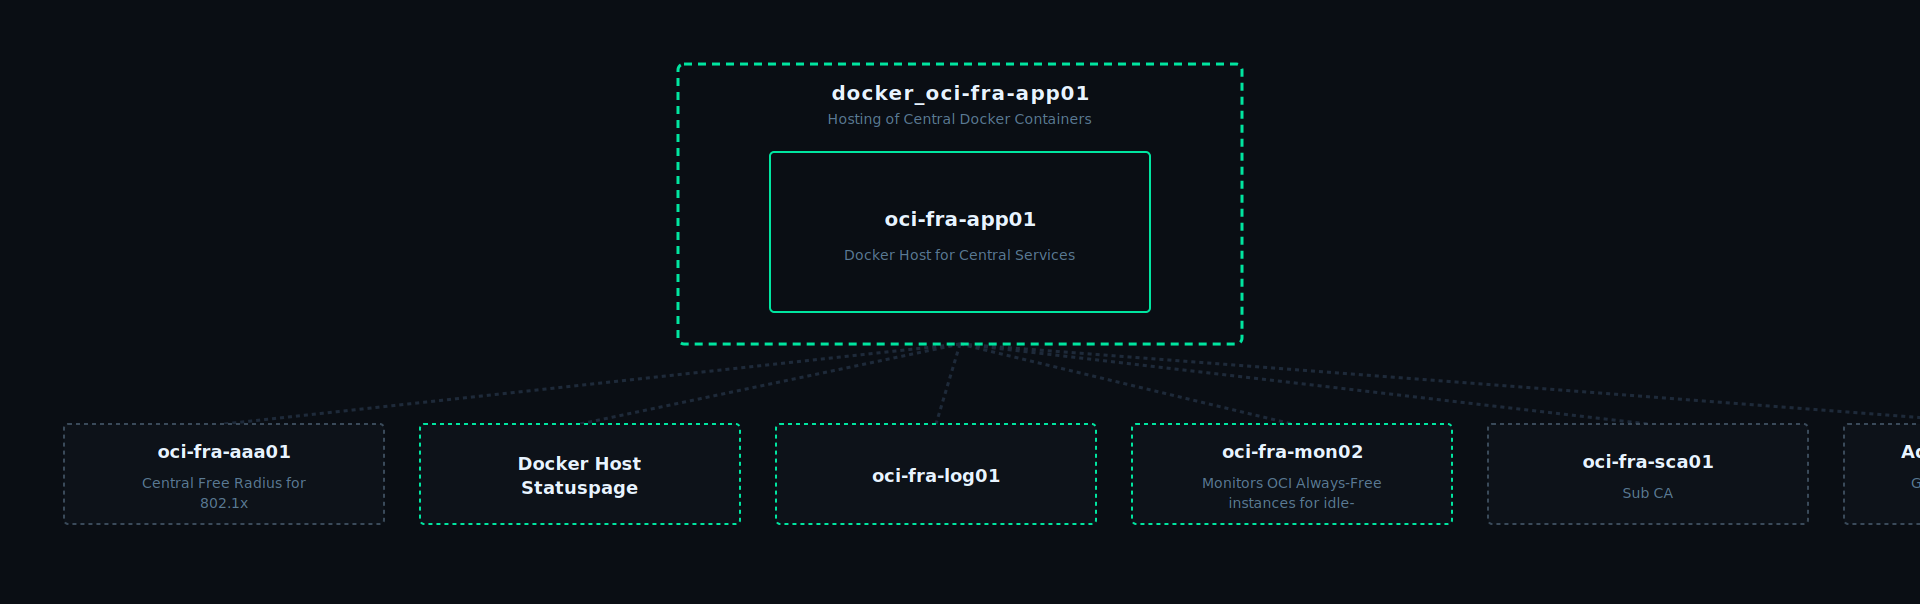 docker_oci-fra-app01
Hosting of Central Docker Containers
oci-fra-app01
Docker Host for Central Services
oci-fra-aaa01
Central Free Radius for
802.1x
Docker Host
Statuspage
oci-fra-log01
oci-fra-mon02
Monitors OCI Always-Free
instances for idle-
oci-fra-sca01
Sub CA